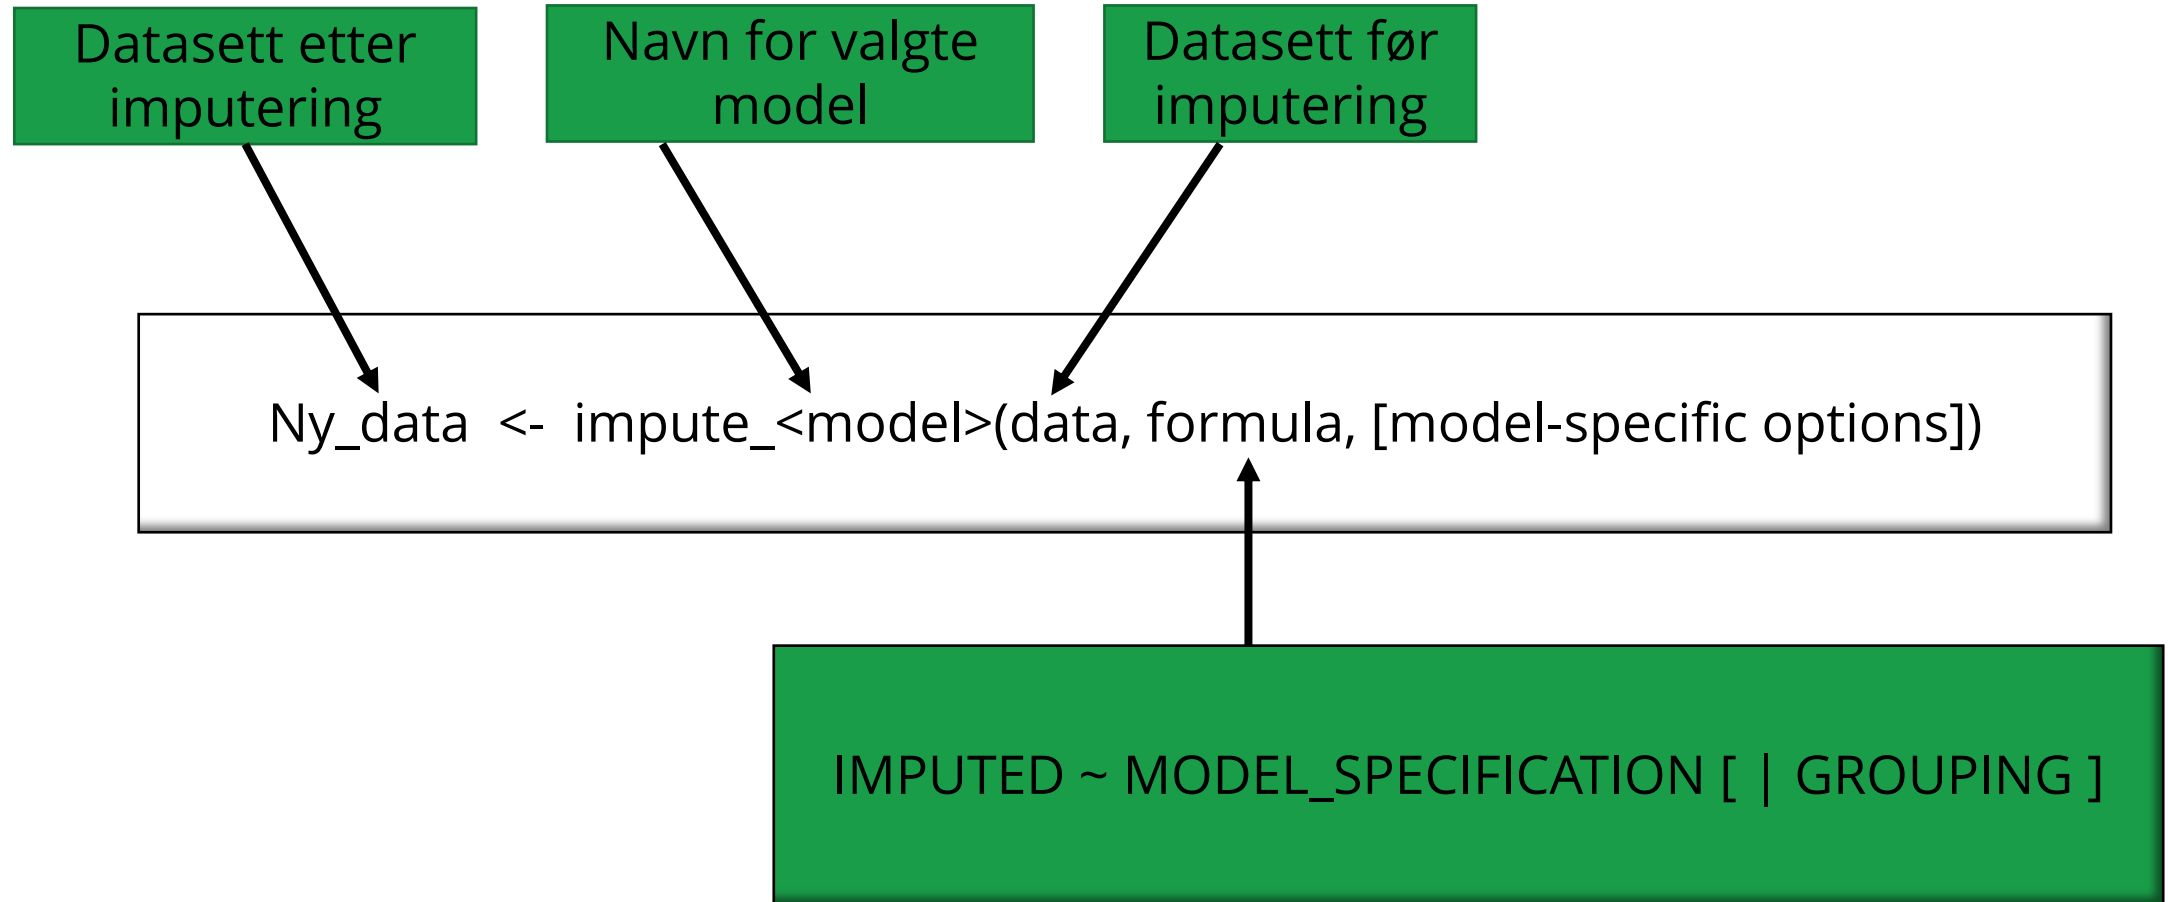 Datasett etter
imputering
Navn for valgte
model
Datasett før
imputering
Ny_data <- impute_<model>(data, formula, [model-specific options])
IMPUTED ~ MODEL_SPECIFICATION [ | GROUPING ]